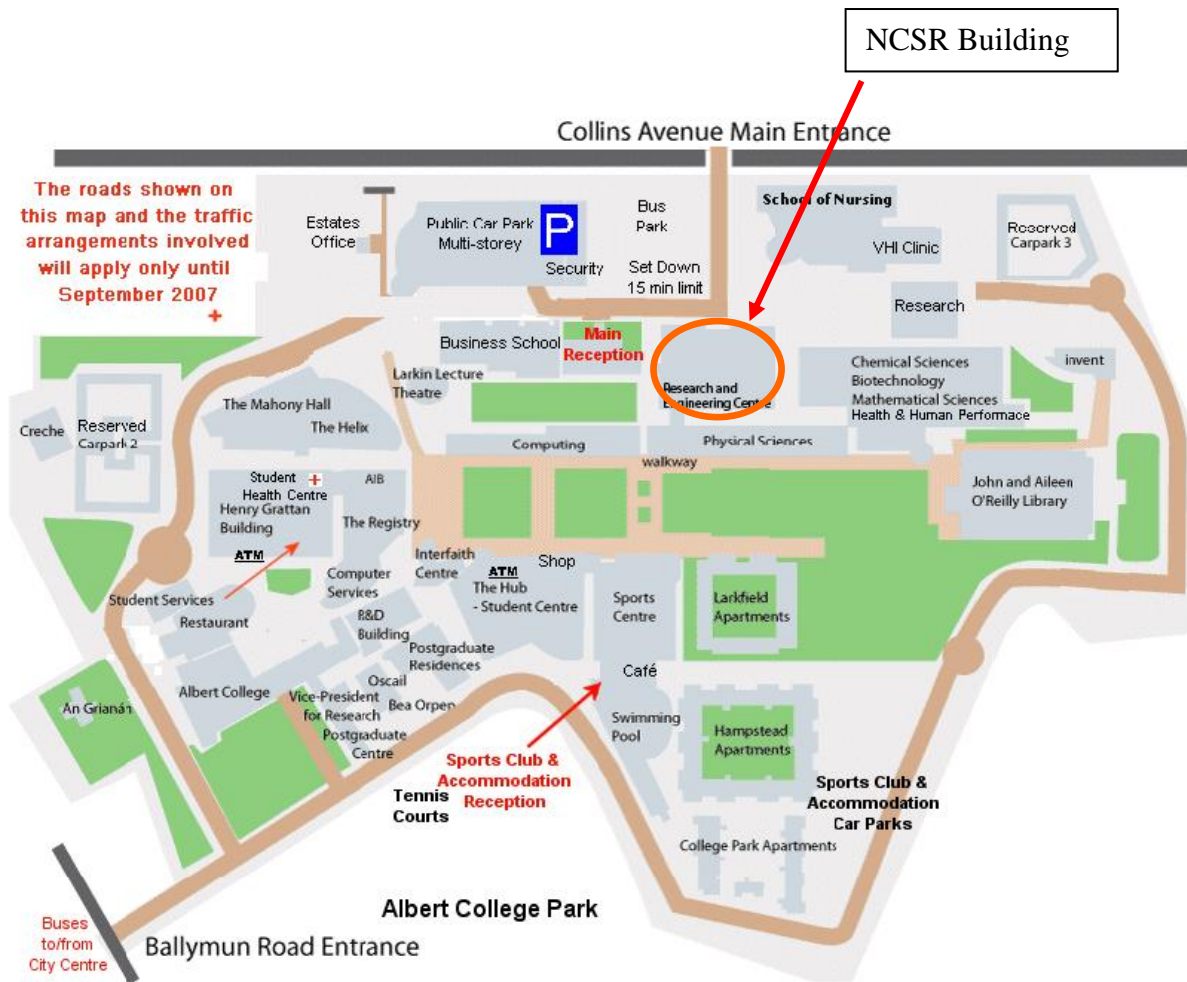 NCSR Building
Collins Avenue Main Entrance
The roads shown on
this map and the traffic
arrangements involved
will apply only until
September 2007
Estates
Office
Public Car Park
Multi-storey
P
Security
Bus
Park
Set Down
15 min limit
School of Nursing
VHI Clinic
Reserved
Carpark 3
Research
Business School
Main
Reception
Larkin Lecture
Theatre
Research and
Engineering Centre
Chemical Sciences
Biotechnology
Mathematical Sciences
Health & Human Performace
invent
Creche
Reserved
Carpark 2
The Mahony Hall
The Helix
Computing
Physical Sciences
walkway
John and Aileen
O'Reilly Library
Student
Health Centre
Henry Grattan
Building
ATM
AIB
The Registry
Interfaith
Centre
ATM
The Hub
- Student Centre
Shop
Sports
Centre
Larkfield
Apartments
Student Services
Restaurant
Computer
Services
R&D
Building
Postgraduate
Residences
Oscail
Bea Orpen
Albert College
Vice-President
for Research
Postgraduate
Centre
An Grianán
Café
Swimming
Pool
Hampstead
Apartments
Sports Club &
Accommodation
Reception
Tennis
Courts
Sports Club &
Accommodation
Car Parks
College Park Apartments
Albert College Park
Buses
to/from
City Centre
Ballymun Road Entrance